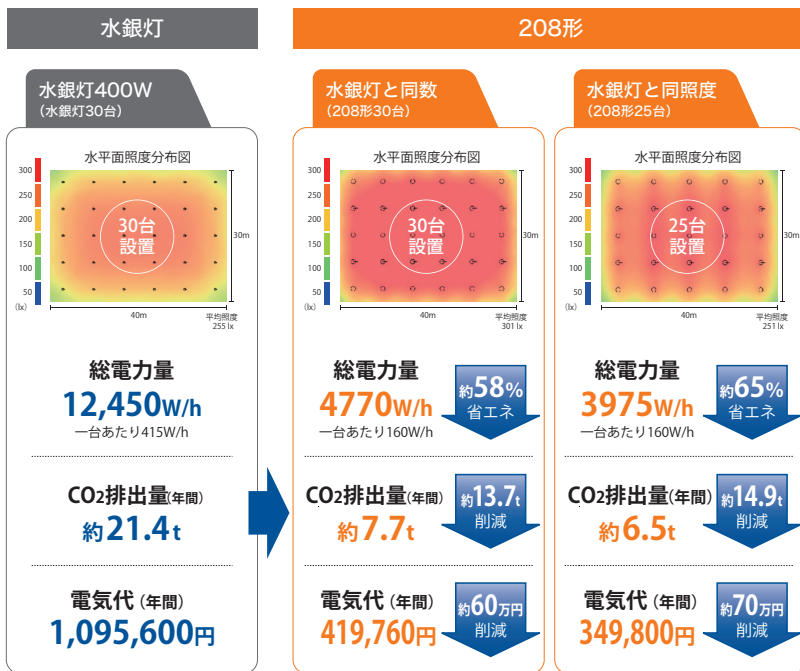 水銀灯
208形
水銀灯400W
(水銀灯30台)
水平面照度分布図
300
250
200
150
100
50
(lx)
30台
設置
30m
40m
平均照度
255 lx
総電力量
12,450W/h
一台あたり415W/h
CO2排出量(年間)
約21.4t
電気代(年間)
1,095,600円
水銀灯と同数
(208形30台)
水平面照度分布図
300
250
200
150
100
50
(lx)
30台
設置
30m
40m
平均照度
301 lx
総電力量
4770W/h
一台あたり160W/h
約58%
省エネ
CO2排出量(年間)
約7.7t
約13.7t
削減
電気代(年間)
419,760円
約60万円
削減
水銀灯と同照度
(208形25台)
水平面照度分布図
300
250
200
150
100
50
(lx)
25台
設置
30m
40m
平均照度
251 lx
総電力量
3975W/h
一台あたり160W/h
約65%
省エネ
CO2排出量(年間)
約6.5t
約14.9t
削減
電気代(年間)
349,800円
約70万円
削減